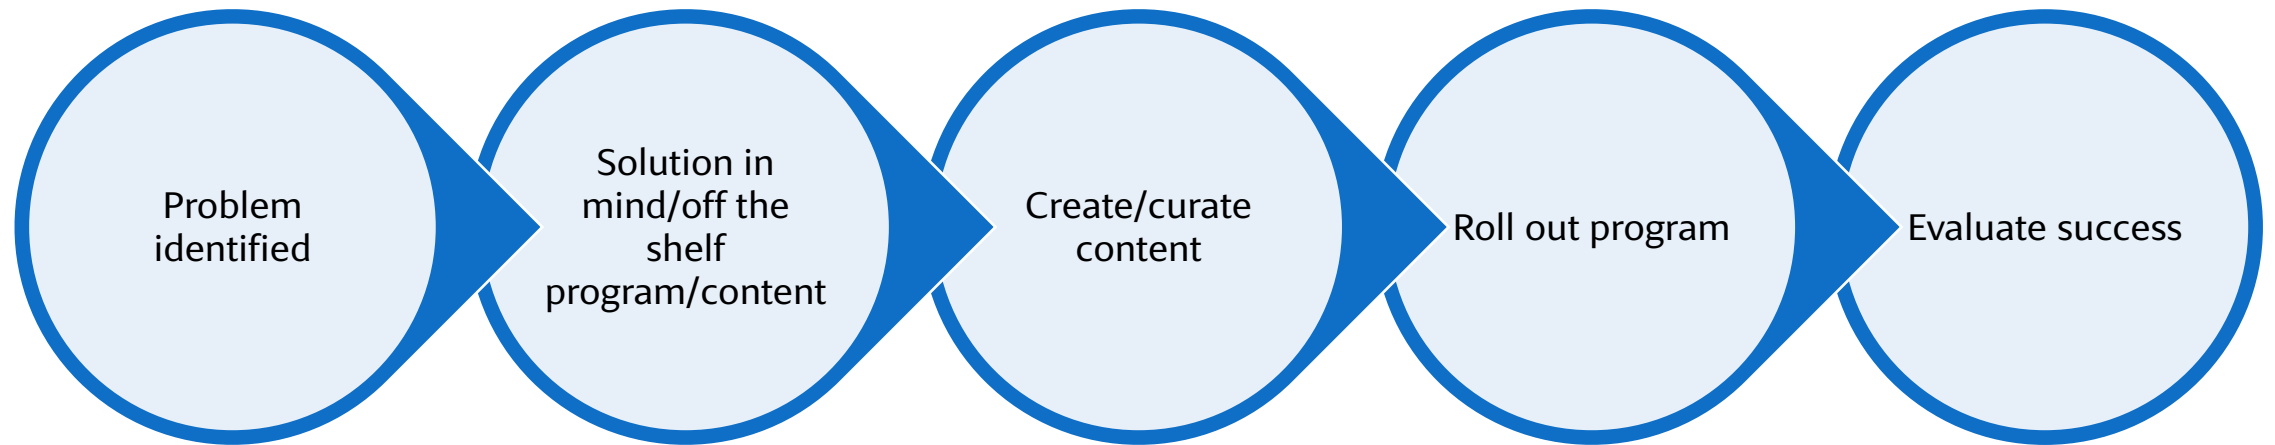 Problem
identified
Solution in
mind/off the
shelf
program/content
Create/curate
content
Roll out program
Evaluate success